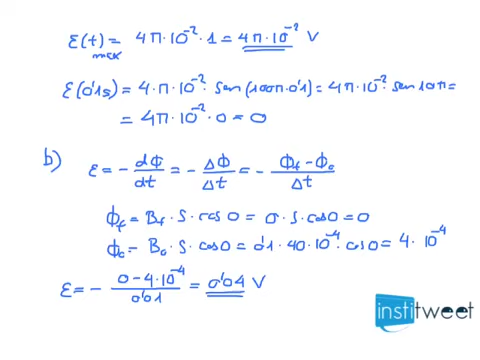 ε(t) = 4π·10⁻²·1 = 4π·10⁻² V
max
ε(0'1s) = 4·π·10⁻²·sen(100π·0'1) = 4π·10⁻²·sen 10π =
= 4π·10⁻²·0 = 0
b) ε = - dΦ/dt = - ΔΦ/Δt = - (Φf - Φ₀)/Δt
Φf = Bf·S·cos 0 = 0·S·cos 0 = 0
Φ₀ = B₀·S·cos 0 = 0'1·40·10⁻⁴·cos 0 = 4·10⁻⁴
ε = - (0 - 4·10⁻⁴)/0'01 = 0'04 V
institweet